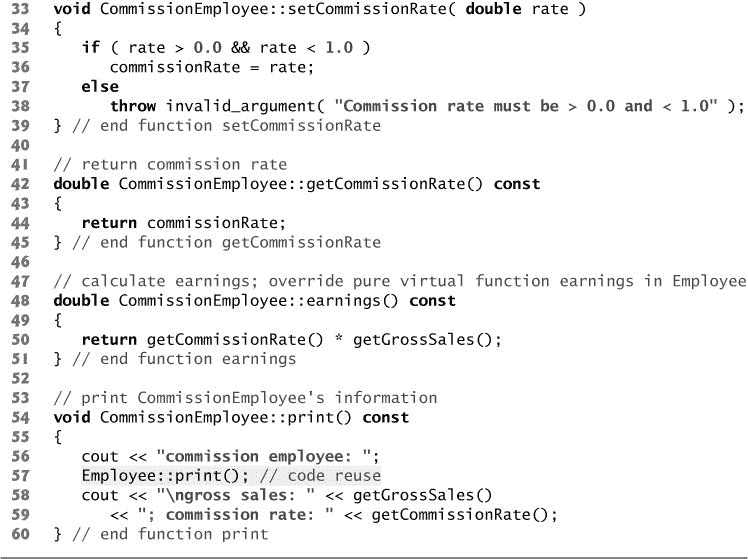 33 void CommissionEmployee::setCommissionRate( double rate )
34 {
35    if ( rate > 0.0 && rate < 1.0 )
36       commissionRate = rate;
37    else
38       throw invalid_argument( "Commission rate must be > 0.0 and < 1.0" );
39 } // end function setCommissionRate
40
41 // return commission rate
42 double CommissionEmployee::getCommissionRate() const
43 {
44    return commissionRate;
45 } // end function getCommissionRate
46
47 // calculate earnings; override pure virtual function earnings in Employee
48 double CommissionEmployee::earnings() const
49 {
50    return getCommissionRate() * getGrossSales();
51 } // end function earnings
52
53 // print CommissionEmployee's information
54 void CommissionEmployee::print() const
55 {
56    cout << "commission employee: ";
57    Employee::print(); // code reuse
58    cout << "\ngross sales: " << getGrossSales()
59       << "; commission rate: " << getCommissionRate();
60 } // end function print